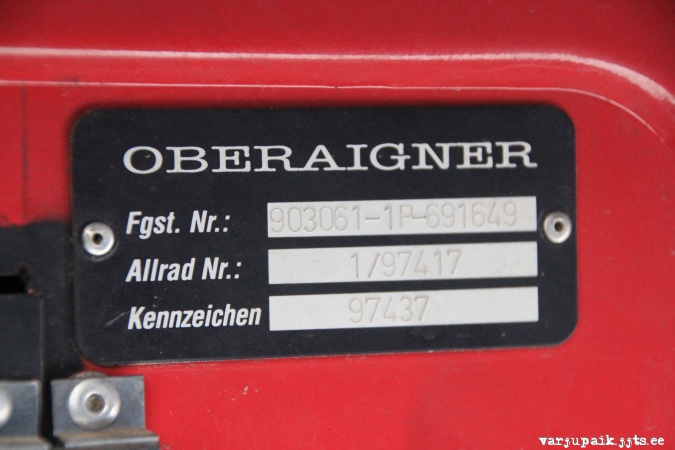 OBERAIGNER
Fgst. Nr.: 903061-1P-691649
Allrad Nr.: 1/97417
Kennzeichen 97437
varjupaik.jjts.ee